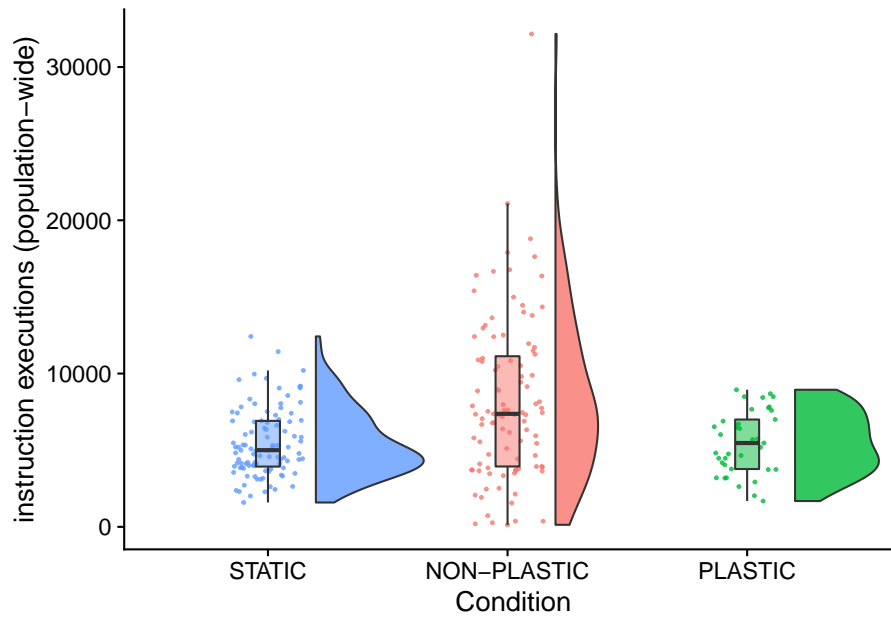 instruction executions (population−wide)
30000
20000
10000
0
STATIC
NON−PLASTIC
PLASTIC
Condition